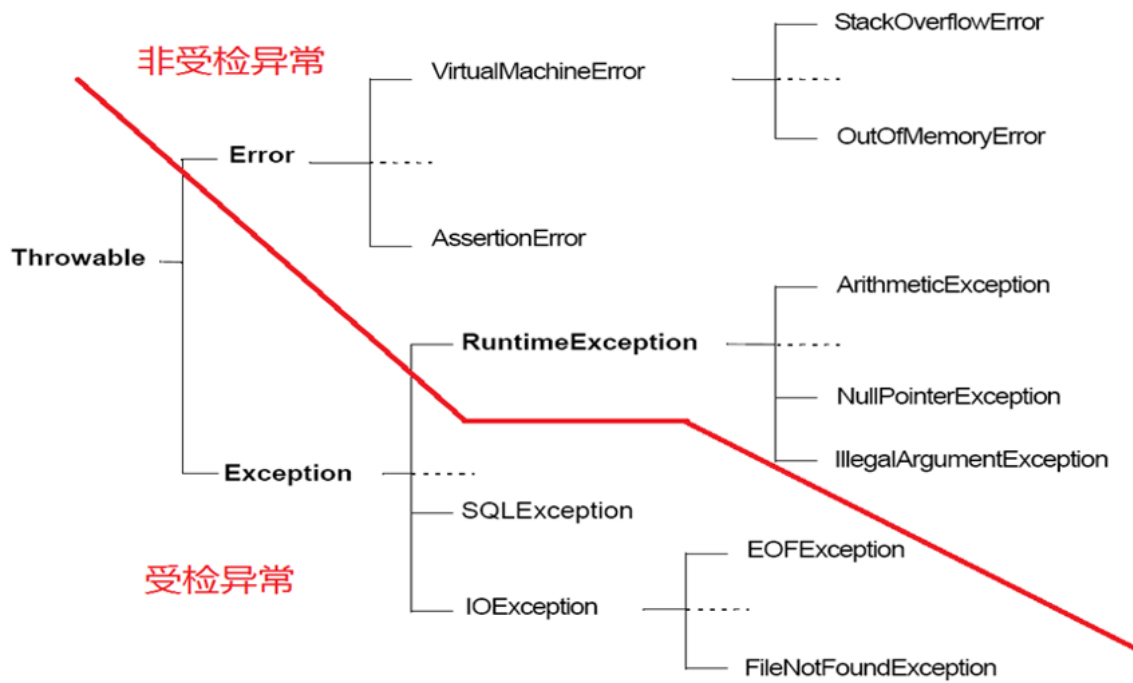 StackOverflowError
非受检异常
VirtualMachineError
OutOfMemoryError
Error
AssertionError
Throwable
ArithmeticException
RuntimeException
NullPointerException
IllegalArgumentException
Exception
SQLException
EOFException
受检异常
IOException
FileNotFoundException